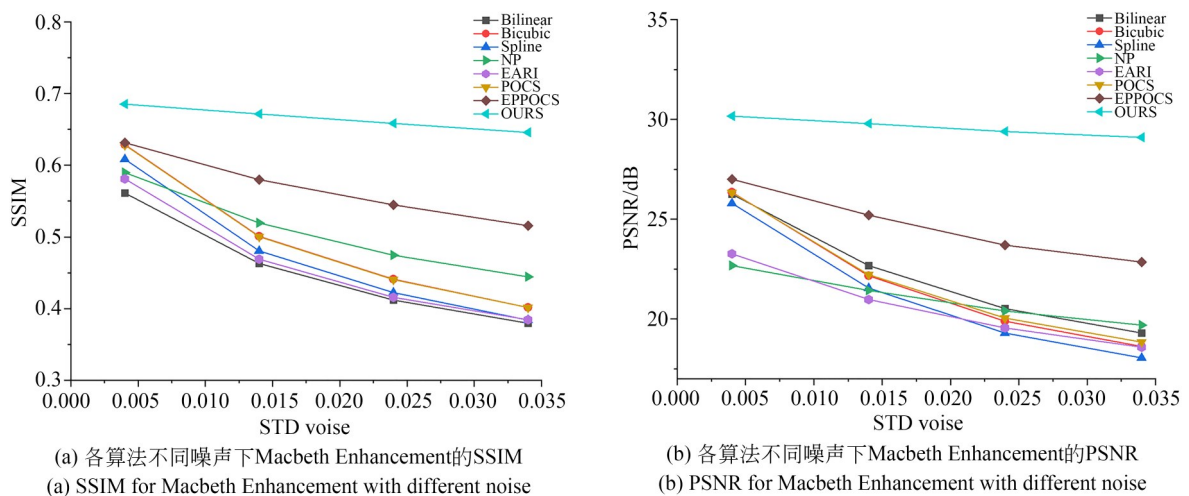 0.8
0.7
0.6
0.5
0.4
0.3
SSIM
Bilinear
Bicubic
Spline
NP
EARI
POCS
EPPOCS
OURS
0.000 0.005 0.010 0.015 0.020 0.025 0.030 0.035
STD voise
(a) 各算法不同噪声下Macbeth Enhancement的SSIM
(a) SSIM for Macbeth Enhancement with different noise
35
30
25
20
PSNR/dB
Bilinear
Bicubic
Spline
NP
EARI
POCS
EPPOCS
OURS
0.000 0.005 0.010 0.015 0.020 0.025 0.030 0.035
STD voise
(b) 各算法不同噪声下Macbeth Enhancement的PSNR
(b) PSNR for Macbeth Enhancement with different noise